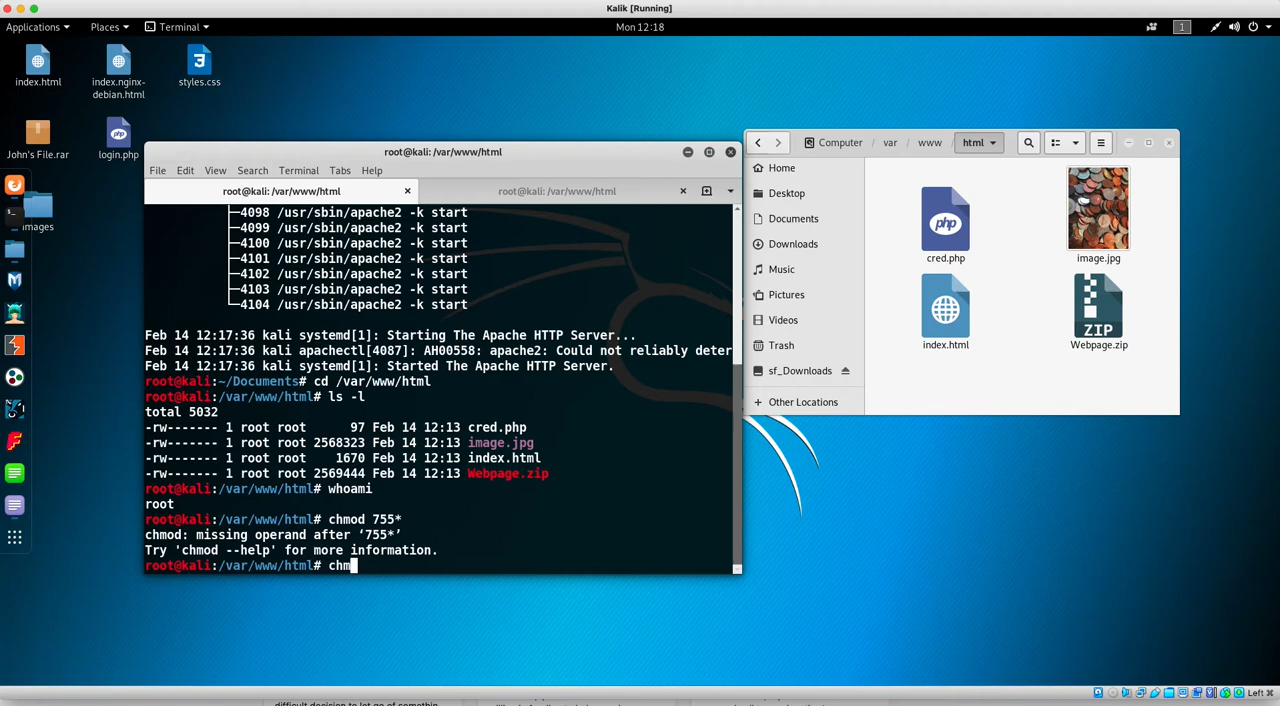 Kalik [Running]
Applications
Places
Terminal
Mon 12:18
1
index.html
index.nginx-
debian.html
3
styles.css
John's File.rar
php
login.php
images
root@kali: /var/www/html
File Edit View Search Terminal Tabs Help
root@kali: /var/www/html
root@kali: /var/www/html
├─4098 /usr/sbin/apache2 -k start
├─4099 /usr/sbin/apache2 -k start
├─4100 /usr/sbin/apache2 -k start
├─4101 /usr/sbin/apache2 -k start
├─4102 /usr/sbin/apache2 -k start
├─4103 /usr/sbin/apache2 -k start
└─4104 /usr/sbin/apache2 -k start
Feb 14 12:17:36 kali systemd[1]: Starting The Apache HTTP Server...
Feb 14 12:17:36 kali apachectl[4087]: AH00558: apache2: Could not reliably deter
Feb 14 12:17:36 kali systemd[1]: Started The Apache HTTP Server.
root@kali:~/Documents# cd /var/www/html
root@kali:/var/www/html# ls -l
total 5032
-rw------- 1 root root      97 Feb 14 12:13 cred.php
-rw------- 1 root root 2568323 Feb 14 12:13 image.jpg
-rw------- 1 root root    1670 Feb 14 12:13 index.html
-rw------- 1 root root 2569444 Feb 14 12:13 Webpage.zip
root@kali:/var/www/html# whoami
root
root@kali:/var/www/html# chmod 755*
chmod: missing operand after ‘755*’
Try 'chmod --help' for more information.
root@kali:/var/www/html# chm
Computer
var
www
html
Home
Desktop
Documents
Downloads
Music
Pictures
Videos
Trash
sf_Downloads
Other Locations
php
cred.php
image.jpg
index.html
ZIP
Webpage.zip
Left ⌘